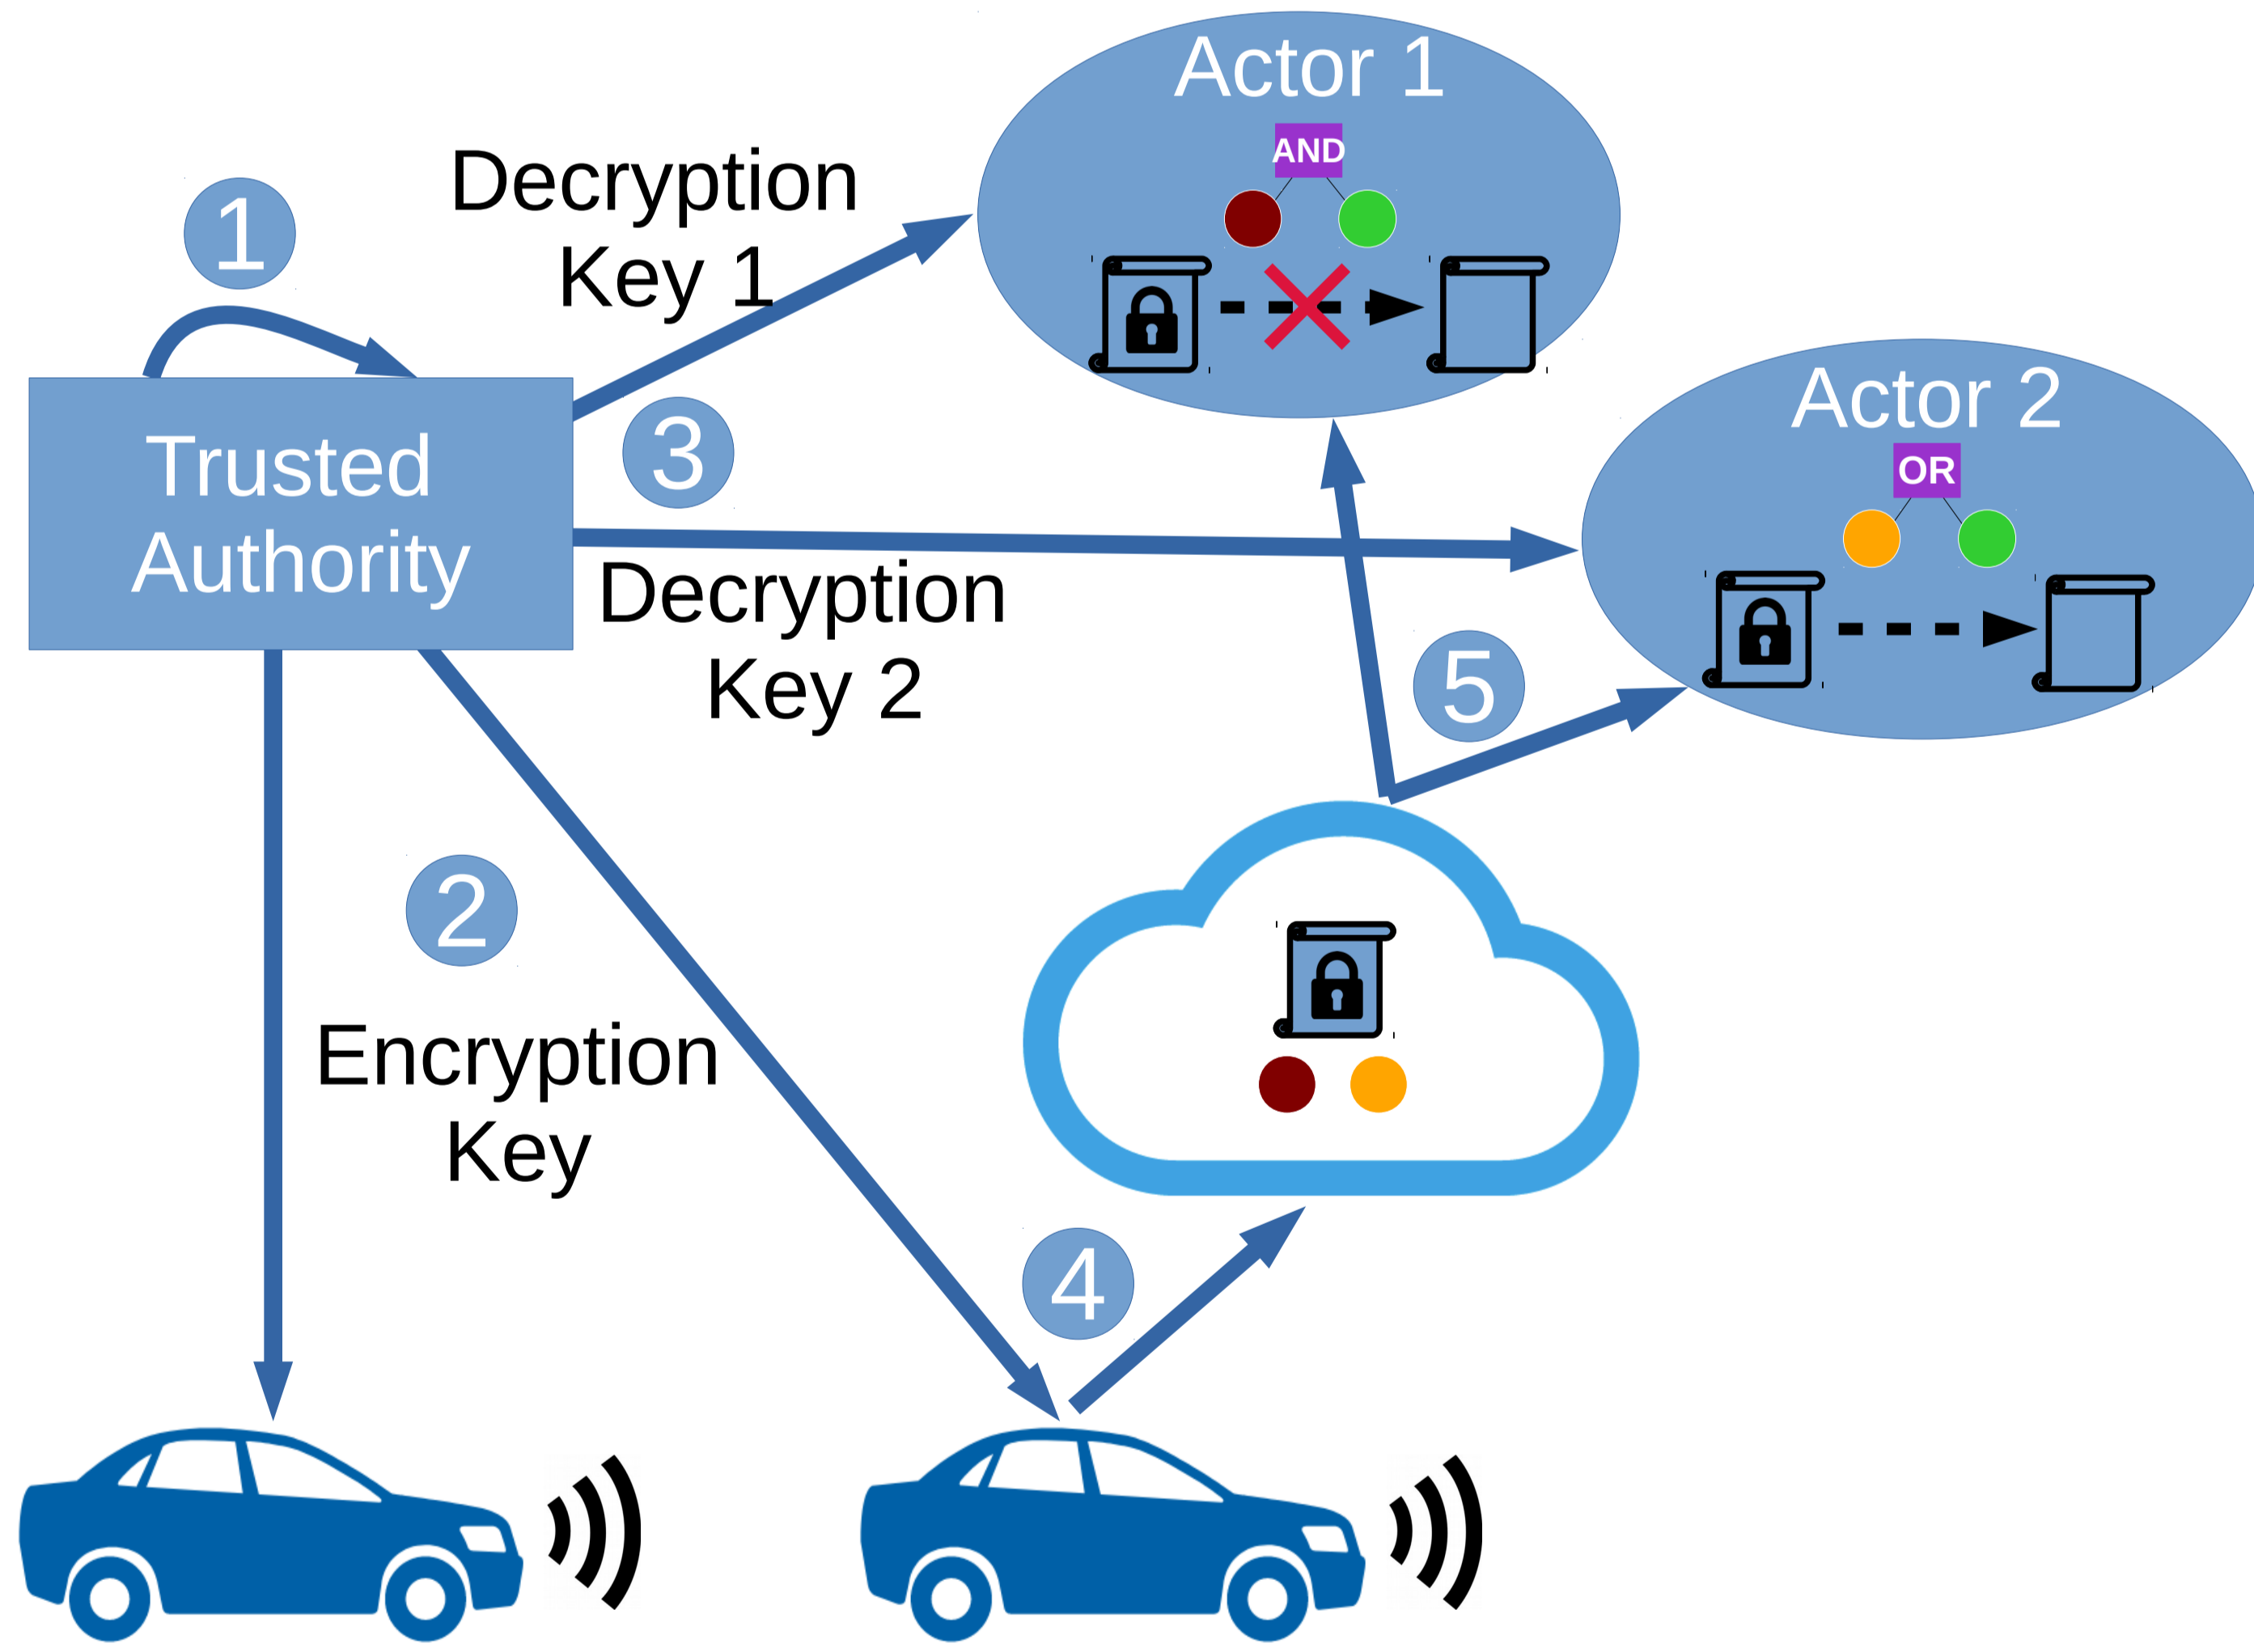 Actor 1
AND
Decryption
Key 1
1
Actor 2
OR
Trusted
Authority
3
Decryption
Key 2
5
2
Encryption
Key
4